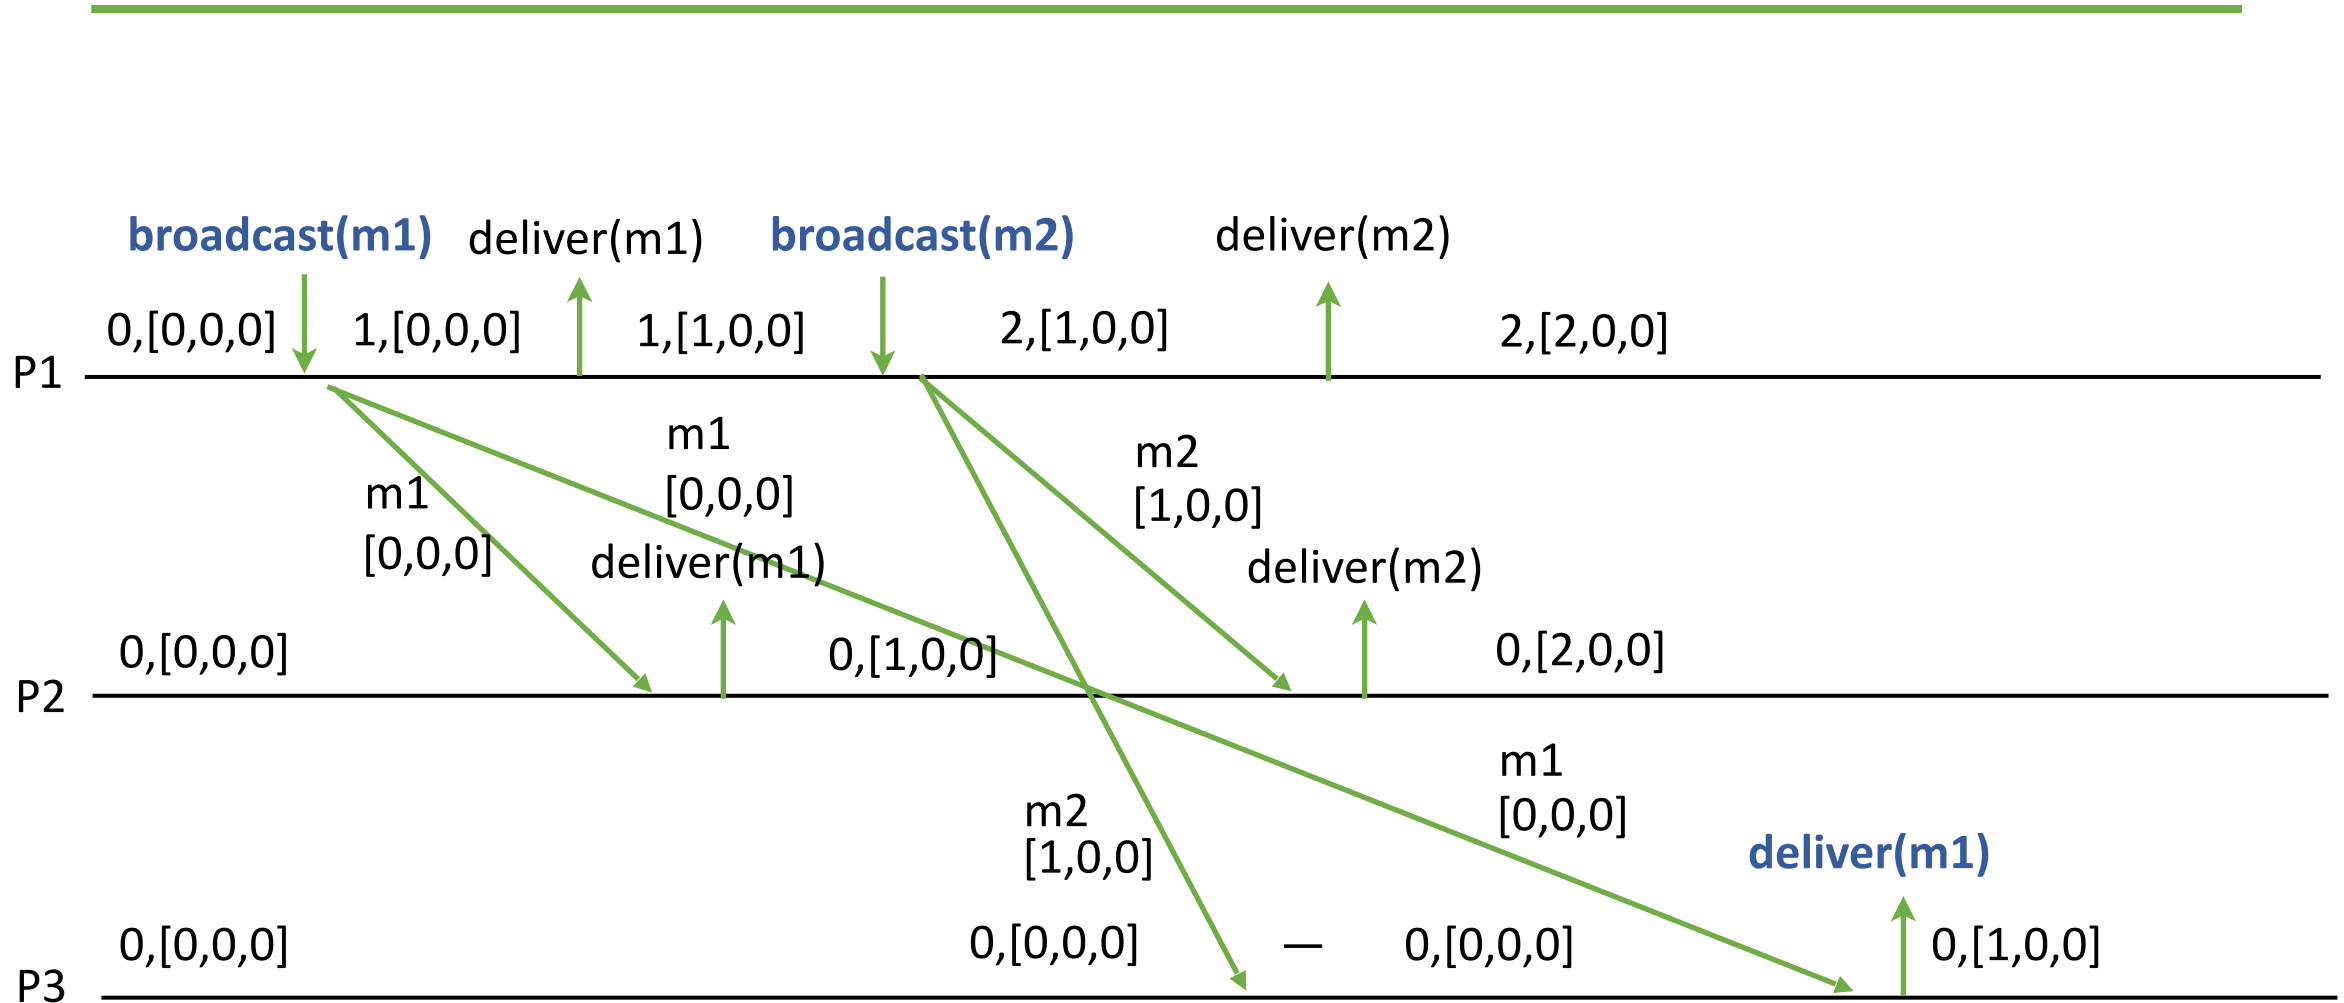 broadcast(m1) deliver(m1) broadcast(m2) deliver(m2)
0,[0,0,0] 1,[0,0,0] 1,[1,0,0] 2,[1,0,0] 2,[2,0,0]
P1
m1
[0,0,0]
m1
[0,0,0]
m2
[1,0,0]
deliver(m1) deliver(m2)
0,[0,0,0] 0,[1,0,0] 0,[2,0,0]
P2
m1
[0,0,0]
m2
[1,0,0]
deliver(m1)
0,[0,0,0] 0,[0,0,0] — 0,[0,0,0] 0,[1,0,0]
P3